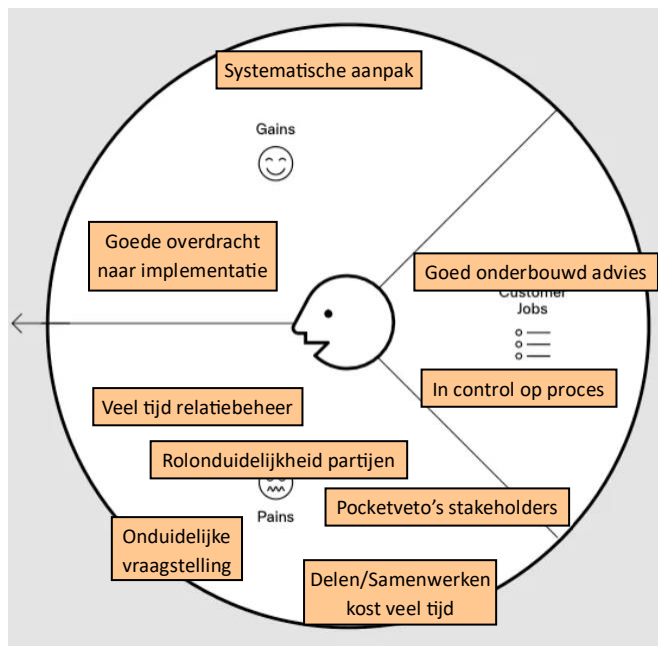 Systematische aanpak
Gains
Goede overdracht
naar implementatie
Goed onderbouwd advies
Customer
Jobs
In control op proces
Veel tijd relatiebeheer
Rolonduidelijkheid partijen
Pains
Pocketveto’s stakeholders
Onduidelijke
vraagstelling
Delen/Samenwerken
kost veel tijd